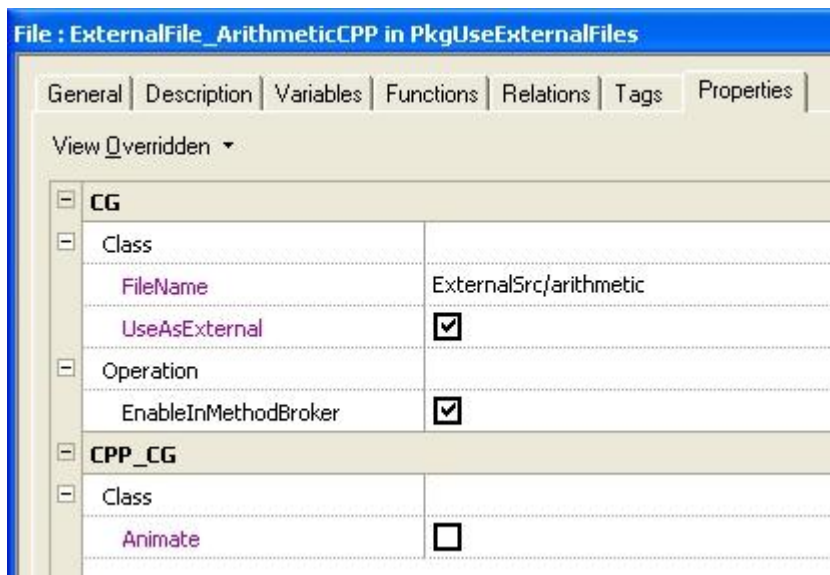 File : ExternalFile_ArithmeticCPP in PkgUseExternalFiles
General Description Variables Functions Relations Tags Properties
View Overridden
CG
Class
FileName ExternalSrc/arithmetic
UseAsExternal
Operation
EnableInMethodBroker
CPP_CG
Class
Animate